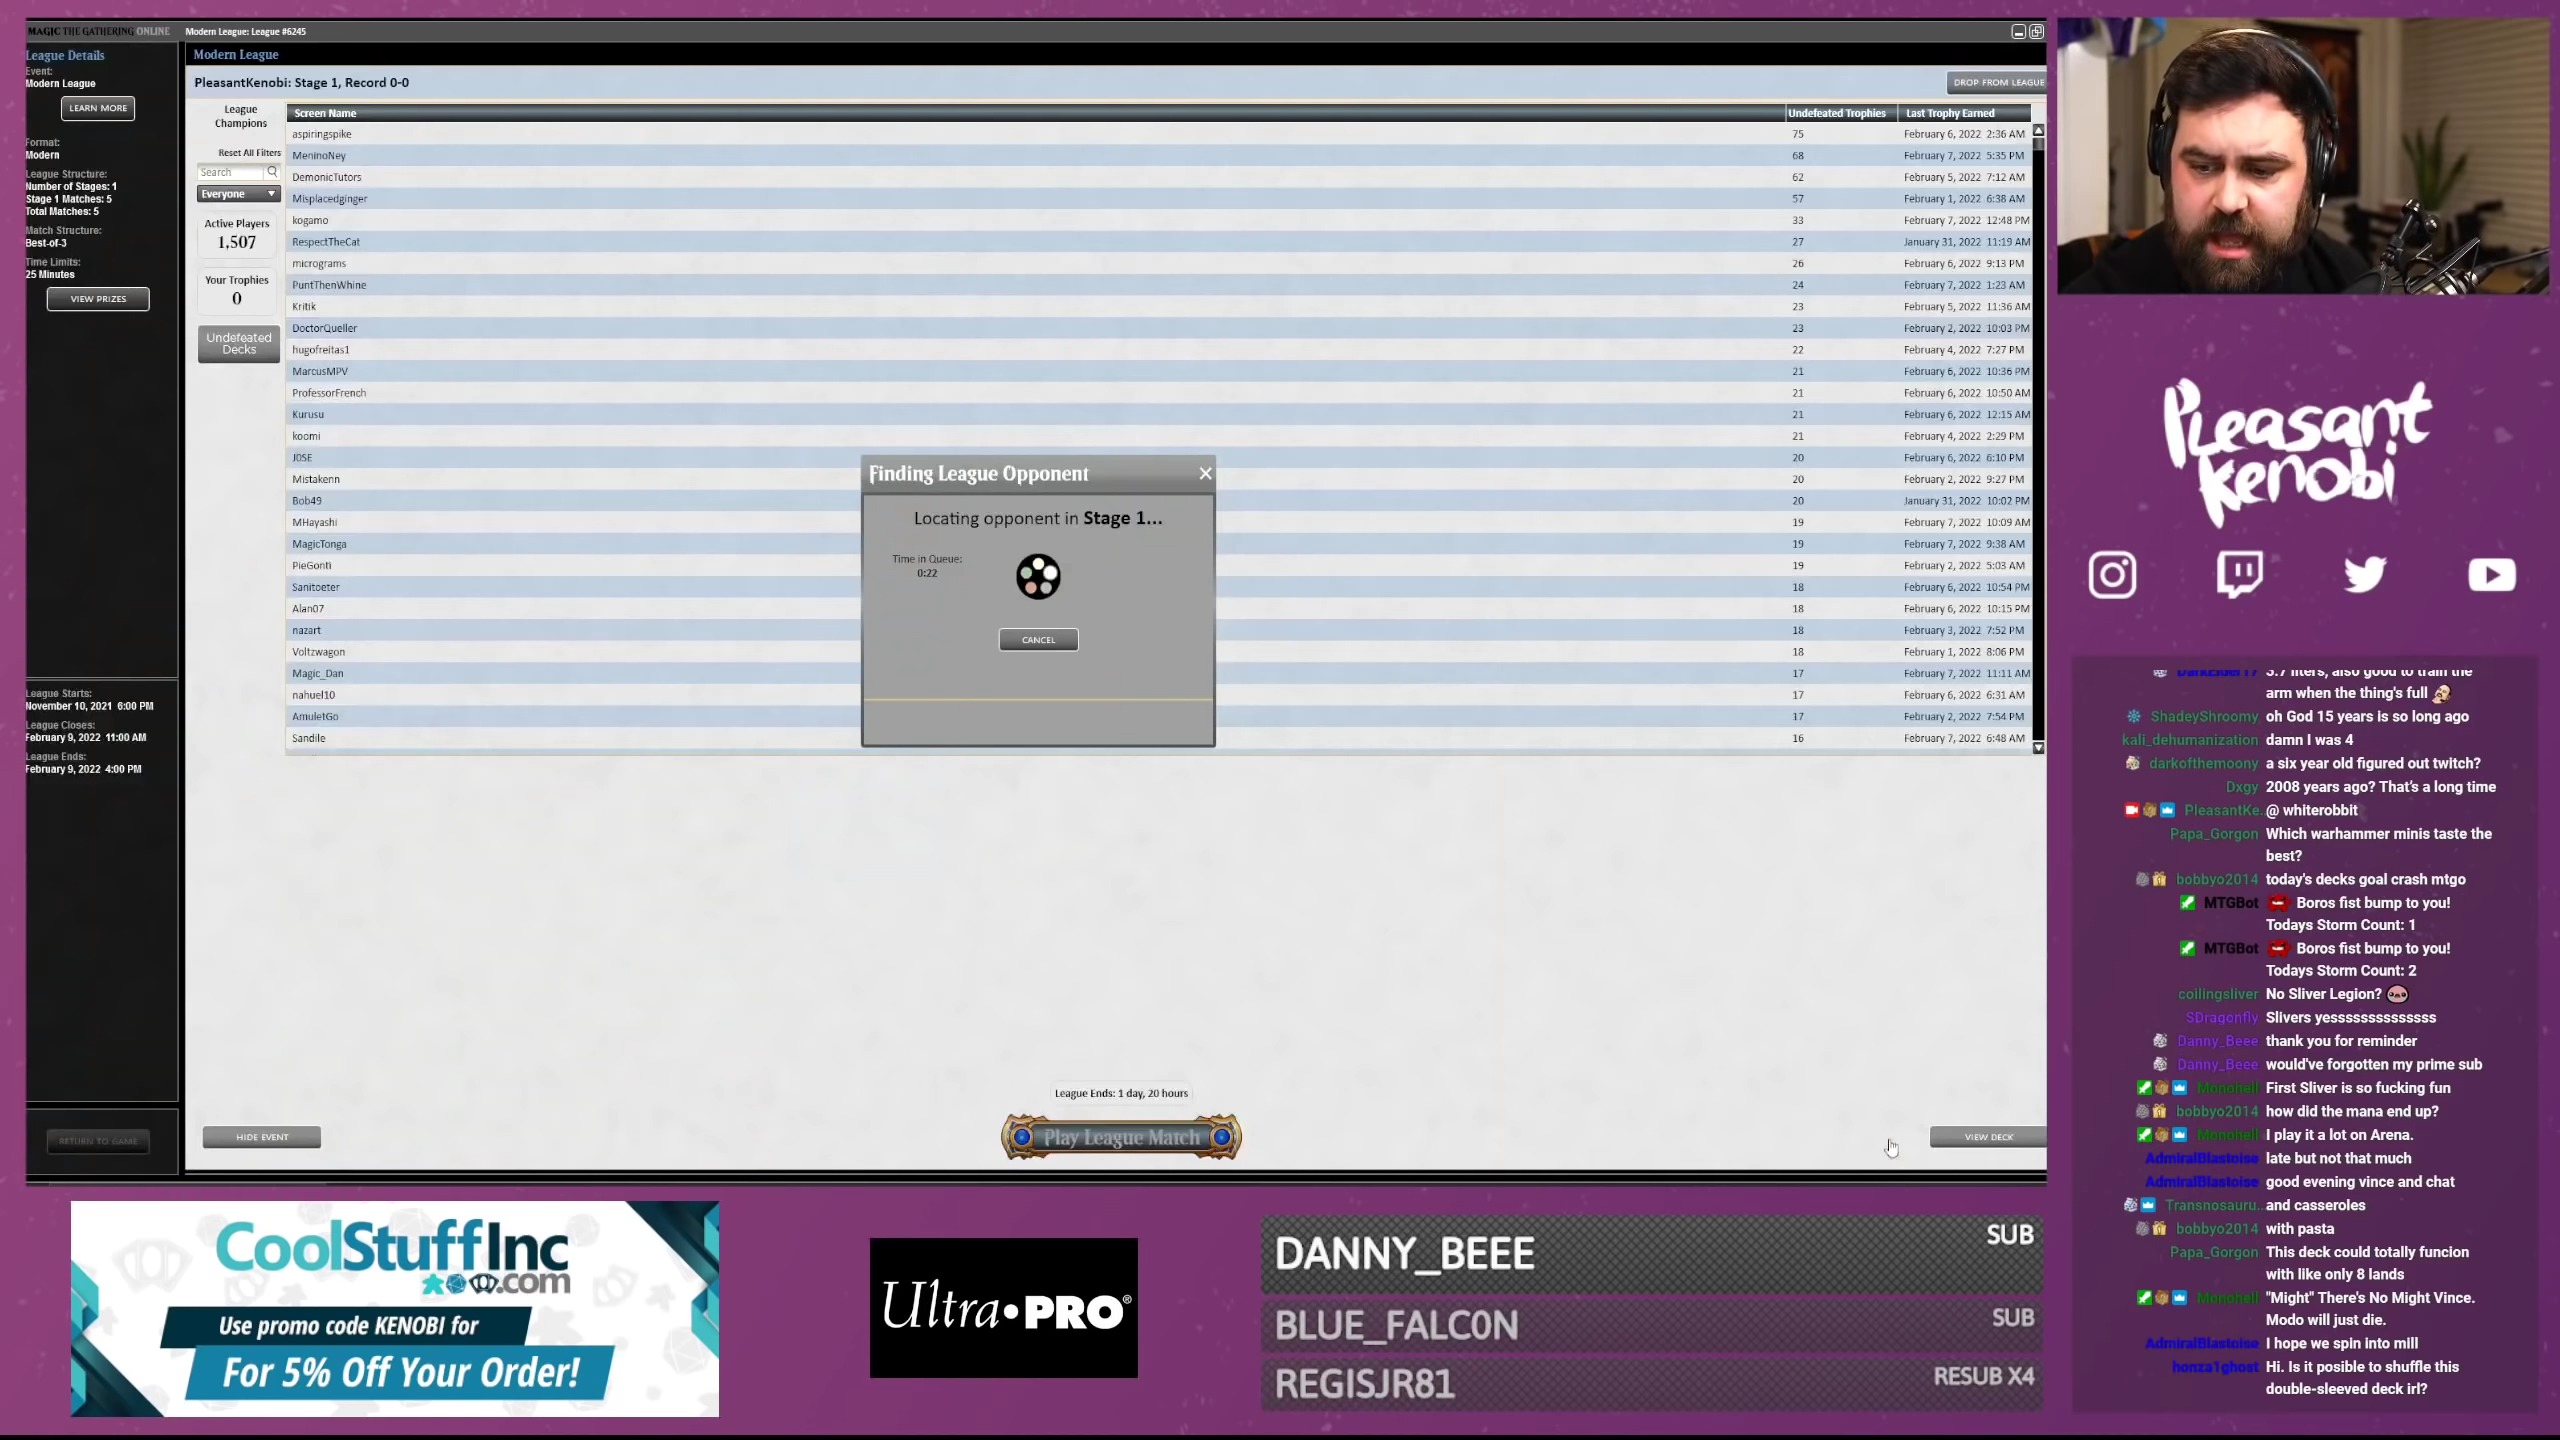 MAGIC THE GATHERING ONLINE
Modern League: League #6245
League Details
Event:
Modern League
LEARN MORE
Format:
Modern
League Structure:
Number of Stages: 1
Stage 1 Matches: 5
Total Matches: 5
Match Structure:
Best-of-3
Time Limits:
25 Minutes
VIEW PRIZES
League Starts:
November 10, 2021 6:00 PM
League Closes:
February 9, 2022 11:00 AM
League Ends:
February 9, 2022 4:00 PM
RETURN TO GAME
Modern League
PleasantKenobi: Stage 1, Record 0-0
DROP FROM LEAGUE
League
Champions
Reset All Filters
Search
Everyone
Active Players
1,507
Your Trophies
0
Undefeated
Decks
Screen Name Undefeated Trophies Last Trophy Earned
aspiringspike 75 February 6, 2022 2:36 AM
MeninoNey 68 February 7, 2022 5:35 PM
DemonicTutors 62 February 5, 2022 7:12 AM
Misplacedginger 57 February 1, 2022 6:38 AM
kogamo 33 February 7, 2022 12:48 PM
RespectTheCat 27 January 31, 2022 11:19 AM
micrograms 26 February 6, 2022 9:13 PM
PuntThenWhine 24 February 7, 2022 1:23 AM
Kritik 23 February 5, 2022 11:36 AM
DoctorQueller 23 February 2, 2022 10:03 PM
hugofreitas1 22 February 4, 2022 7:27 PM
MarcusMPV 21 February 6, 2022 10:36 PM
ProfessorFrench 21 February 6, 2022 10:50 AM
Kurusu 21 February 6, 2022 12:15 AM
koomi 21 February 4, 2022 2:29 PM
J0SE 20 February 6, 2022 6:10 PM
Mistakenn 20 February 2, 2022 9:27 PM
Bob49 20 January 31, 2022 10:02 PM
MHayashi 19 February 7, 2022 10:09 AM
MagicTonga 19 February 7, 2022 9:38 AM
PieGonti 19 February 2, 2022 5:03 AM
Sanitoeter 18 February 6, 2022 10:54 PM
Alan07 18 February 6, 2022 10:15 PM
nazart 18 February 3, 2022 7:52 PM
Voltzwagon 18 February 1, 2022 8:06 PM
Magic_Dan 17 February 7, 2022 11:11 AM
nahuel10 17 February 6, 2022 6:31 AM
AmuletGo 17 February 2, 2022 7:54 PM
Sandile 16 February 7, 2022 6:48 AM
Finding League Opponent
Locating opponent in Stage 1...
Time in Queue:
0:22
CANCEL
League Ends: 1 day, 20 hours
HIDE EVENT
Play League Match
VIEW DECK
Pleasant
kenobi
DarkElder17 3.7 liters, also good to train the
arm when the thing's full
ShadeyShroomy oh God 15 years is so long ago
kali_dehumanization damn I was 4
darkofthemoony a six year old figured out twitch?
Dxgy 2008 years ago? That's a long time
PleasantKe.. @ whiterobbit
Papa_Gorgon Which warhammer minis taste the
best?
bobbyo2014 today's decks goal crash mtgo
MTGBot Boros fist bump to you!
Todays Storm Count: 1
MTGBot Boros fist bump to you!
Todays Storm Count: 2
coilingsliver No Sliver Legion?
SDragonfly Slivers yesssssssssssssss
Danny_Beee thank you for reminder
Danny_Beee would've forgotten my prime sub
Monohell First Sliver is so fucking fun
bobbyo2014 how did the mana end up?
Monohell I play it a lot on Arena.
AdmiralBlastoise late but not that much
AdmiralBlastoise good evening vince and chat
Transnosauru.. and casseroles
bobbyo2014 with pasta
Papa_Gorgon This deck could totally funcion
with like only 8 lands
Monohell "Might" There's No Might Vince.
Modo will just die.
AdmiralBlastoise I hope we spin into mill
honza1ghost Hi. Is it posible to shuffle this
double-sleeved deck irl?
CoolStuffInc
.com
Use promo code KENOBI for
For 5% Off Your Order!
Ultra•PRO®
DANNY_BEEE SUB
BLUE_FALC0N SUB
REGISJR81 RESUB X4